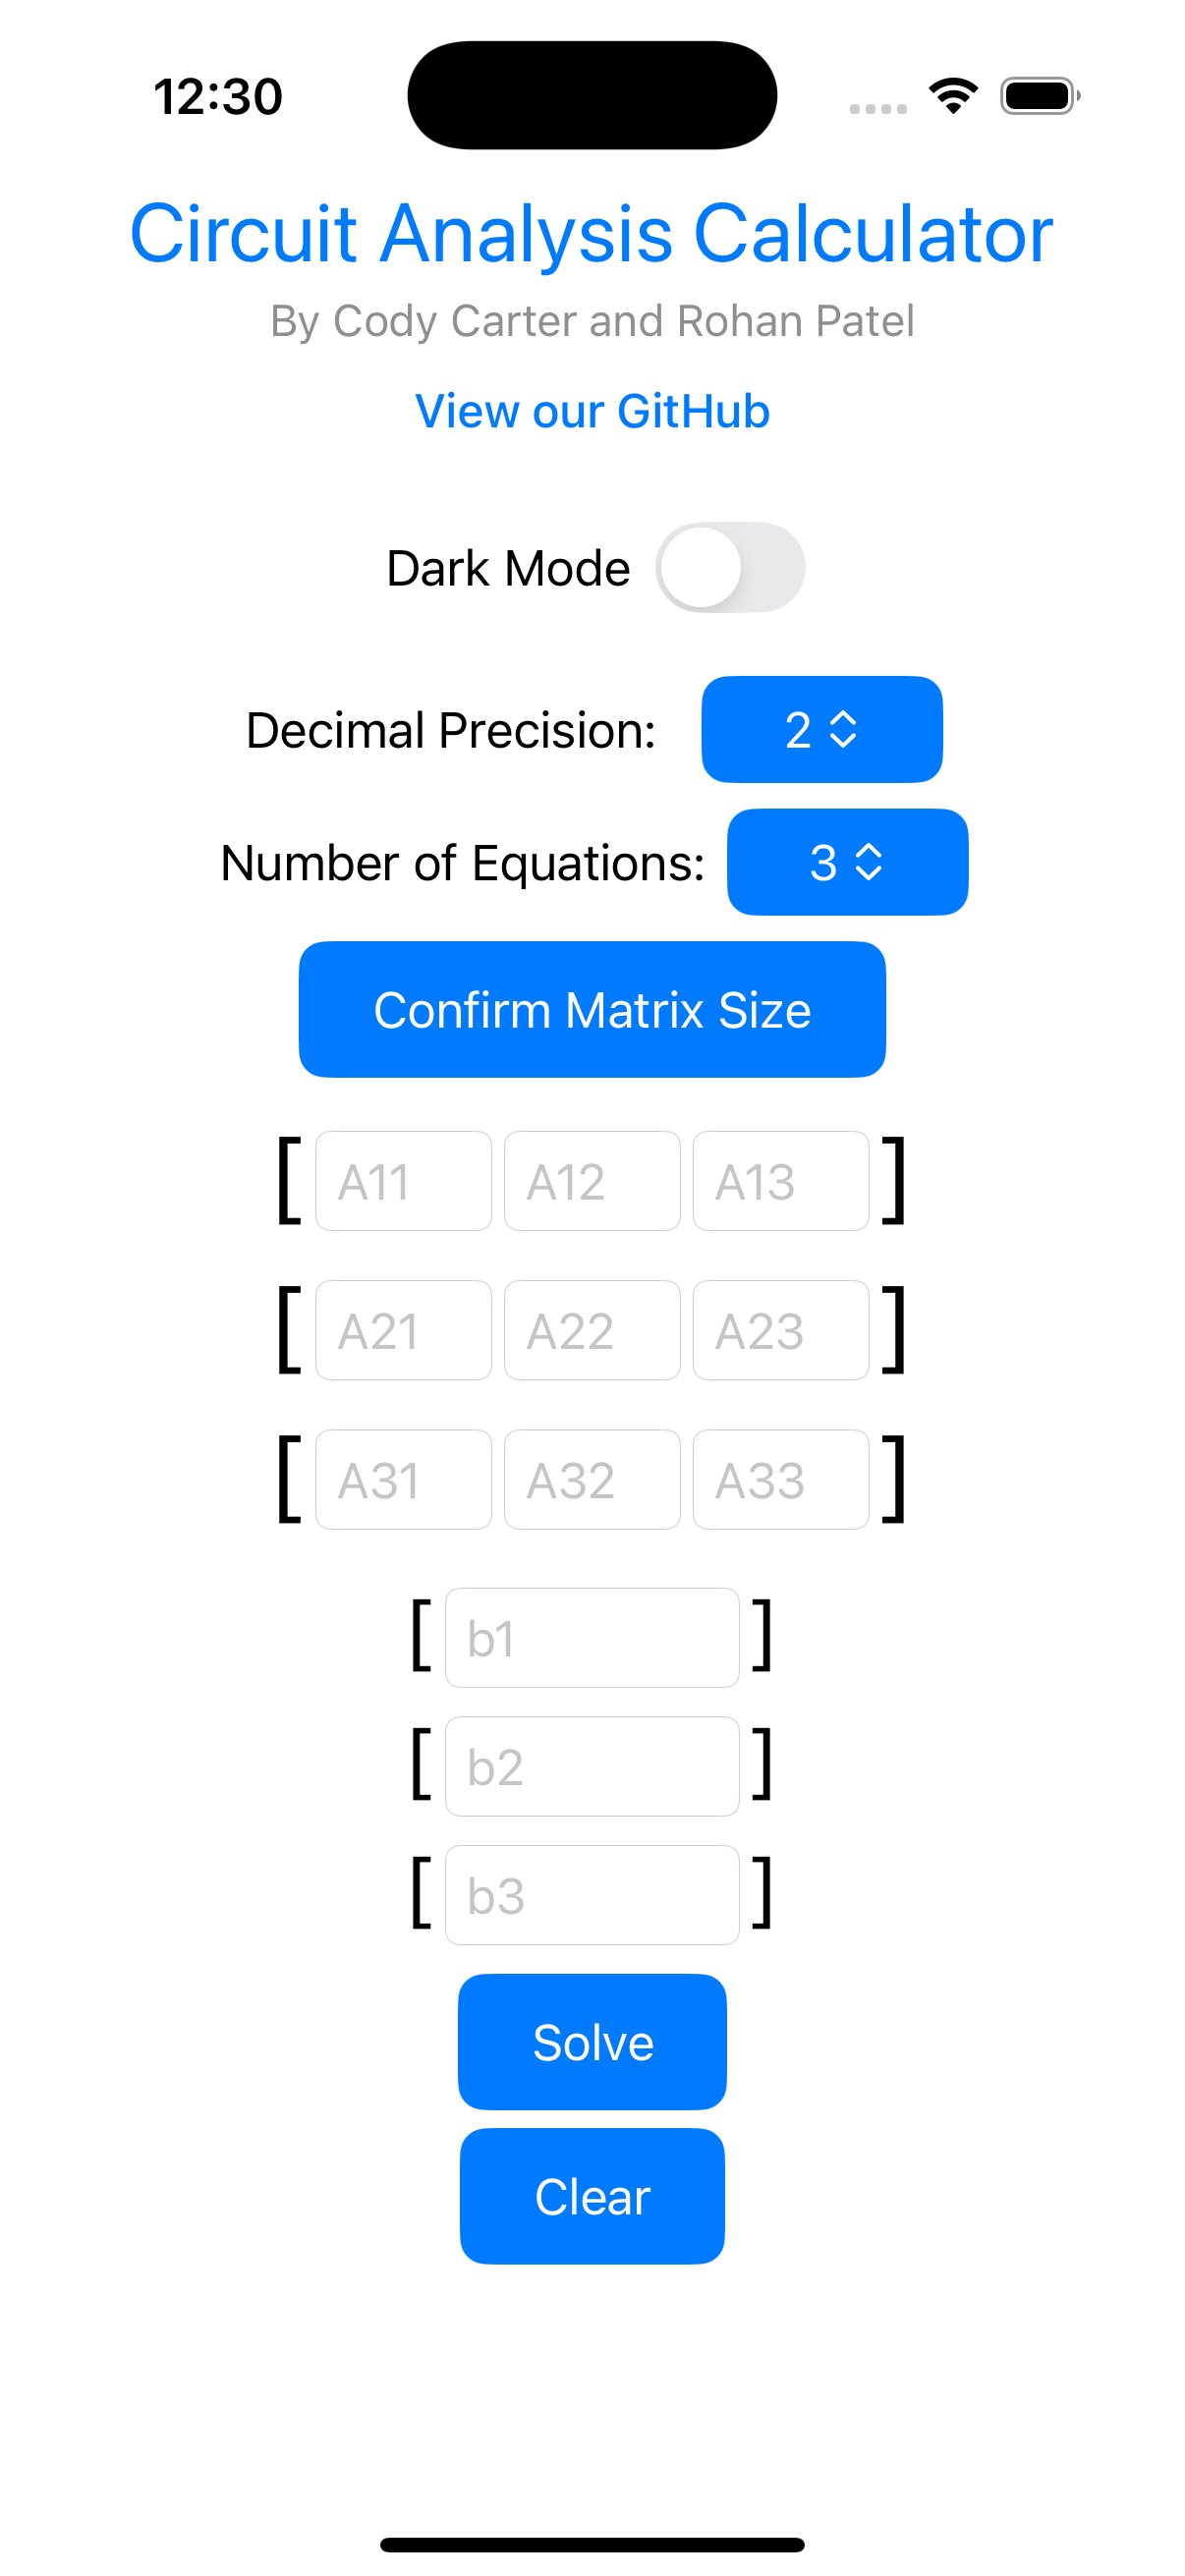 12:30
Circuit Analysis Calculator
By Cody Carter and Rohan Patel
View our GitHub
Dark Mode
Decimal Precision: 2
Number of Equations: 3
Confirm Matrix Size
[ A11 A12 A13 ]
[ A21 A22 A23 ]
[ A31 A32 A33 ]
[ b1 ]
[ b2 ]
[ b3 ]
Solve
Clear